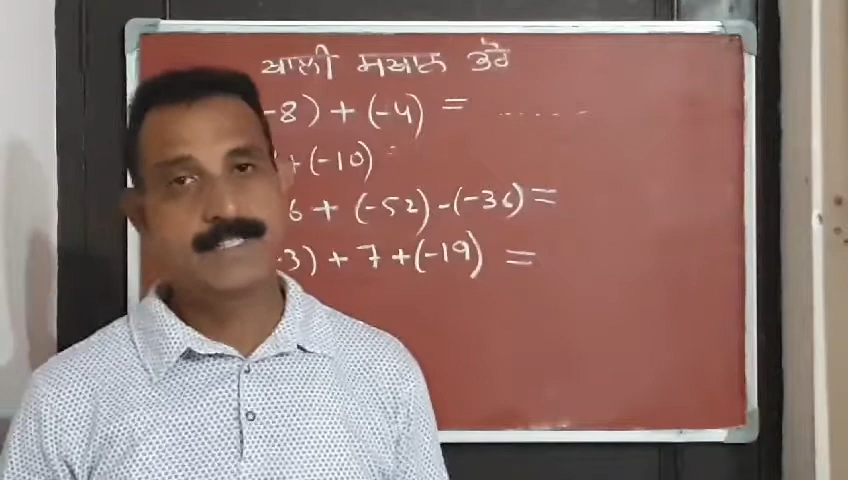 ਖਾਲੀ ਸਥਾਨ ਭਰੋ
-8) + (-4) = ......
+ (-10) =
6 + (-52) - (-36) =
-3) + 7 + (-19) =